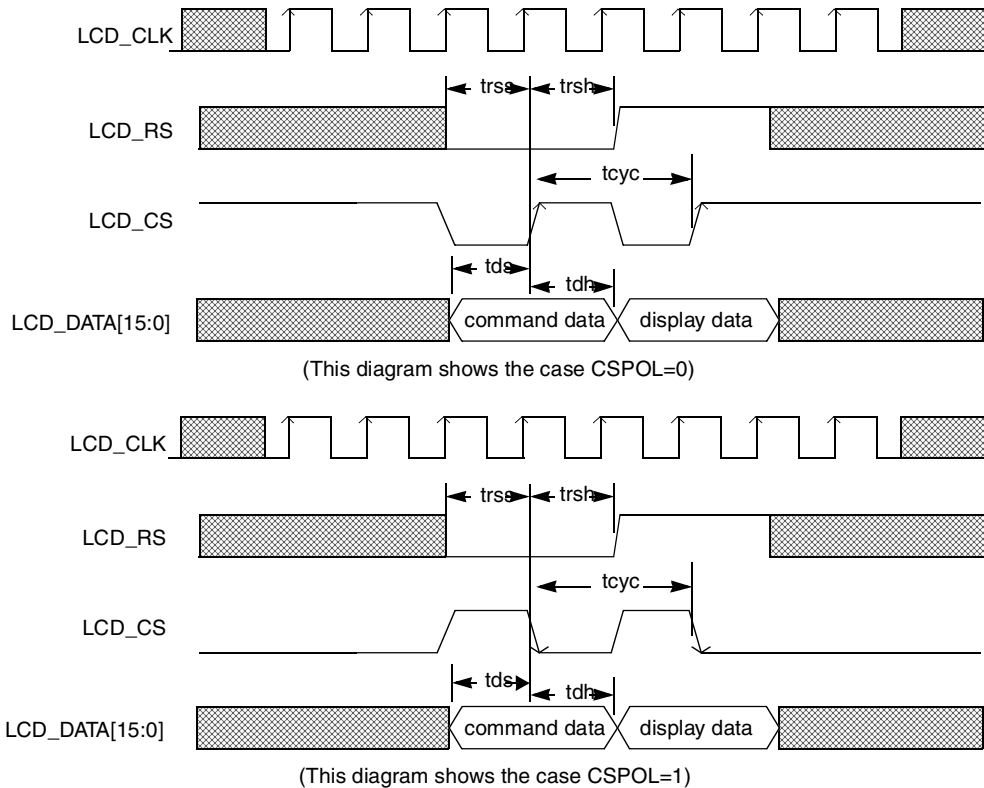 LCD_CLK
trss trsh
LCD_RS
tcyc
LCD_CS
tds
tdh
LCD_DATA[15:0] command data display data
(This diagram shows the case CSPOL=0)
LCD_CLK
trss trsh
LCD_RS
tcyc
LCD_CS
tds
tdh
LCD_DATA[15:0] command data display data
(This diagram shows the case CSPOL=1)